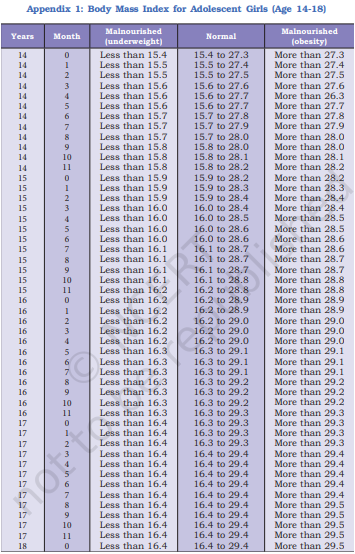 Appendix 1: Body Mass Index for Adolescent Girls (Age 14-18)
Years Month Malnourished (underweight) Normal Malnourished (obesity)
14 0 Less than 15.4 15.4 to 27.3 More than 27.3
14 1 Less than 15.5 15.5 to 27.4 More than 27.4
14 2 Less than 15.5 15.5 to 27.5 More than 27.5
14 3 Less than 15.6 15.6 to 27.6 More than 27.6
14 4 Less than 15.6 15.6 to 27.7 More than 26.3
14 5 Less than 15.6 15.6 to 27.7 More than 27.7
14 6 Less than 15.7 15.7 to 27.8 More than 27.8
14 7 Less than 15.7 15.7 to 27.9 More than 27.9
14 8 Less than 15.7 15.7 to 28.0 More than 28.0
14 9 Less than 15.8 15.8 to 28.0 More than 28.0
14 10 Less than 15.8 15.8 to 28.1 More than 28.1
14 11 Less than 15.8 15.8 to 28.2 More than 28.2
15 0 Less than 15.9 15.9 to 28.2 More than 28.2
15 1 Less than 15.9 15.9 to 28.3 More than 28.3
15 2 Less than 15.9 15.9 to 28.4 More than 28.4
15 3 Less than 16.0 16.0 to 28.4 More than 28.4
15 4 Less than 16.0 16.0 to 28.5 More than 28.5
15 5 Less than 16.0 16.0 to 28.6 More than 28.6
15 6 Less than 16.0 16.0 to 28.6 More than 28.6
15 7 Less than 16.1 16.1 to 28.7 More than 28.6
15 8 Less than 16.1 16.1 to 28.7 More than 28.7
15 9 Less than 16.1 16.1 to 28.7 More than 28.7
15 10 Less than 16.1 16.1 to 28.8 More than 28.8
15 11 Less than 16.2 16.2 to 28.8 More than 28.8
16 0 Less than 16.2 16.2 to 28.9 More than 28.9
16 1 Less than 16.2 16.2 to 28.9 More than 28.9
16 2 Less than 16.2 16.2 to 29.0 More than 29.0
16 3 Less than 16.2 16.2 to 29.0 More than 29.0
16 4 Less than 16.2 16.2 to 29.0 More than 29.0
16 5 Less than 16.3 16.3 to 29.1 More than 29.1
16 6 Less than 16.3 16.3 to 29.1 More than 29.1
16 7 Less than 16.3 16.3 to 29.1 More than 29.1
16 8 Less than 16.3 16.3 to 29.2 More than 29.2
16 9 Less than 16.3 16.3 to 29.2 More than 29.2
16 10 Less than 16.3 16.3 to 29.2 More than 29.2
16 11 Less than 16.3 16.3 to 29.3 More than 29.3
17 0 Less than 16.4 16.3 to 29.3 More than 29.3
17 1 Less than 16.4 16.3 to 29.3 More than 29.3
17 2 Less than 16.4 16.3 to 29.3 More than 29.3
17 3 Less than 16.4 16.4 to 29.4 More than 29.4
17 4 Less than 16.4 16.4 to 29.4 More than 29.4
17 5 Less than 16.4 16.4 to 29.4 More than 29.4
17 6 Less than 16.4 16.4 to 29.4 More than 29.4
17 7 Less than 16.4 16.4 to 29.4 More than 29.4
17 8 Less than 16.4 16.4 to 29.4 More than 29.5
17 9 Less than 16.4 16.4 to 29.4 More than 29.5
17 10 Less than 16.4 16.4 to 29.4 More than 29.5
17 11 Less than 16.4 16.4 to 29.4 More than 29.5
18 0 Less than 16.4 16.4 to 29.4 More than 29.5